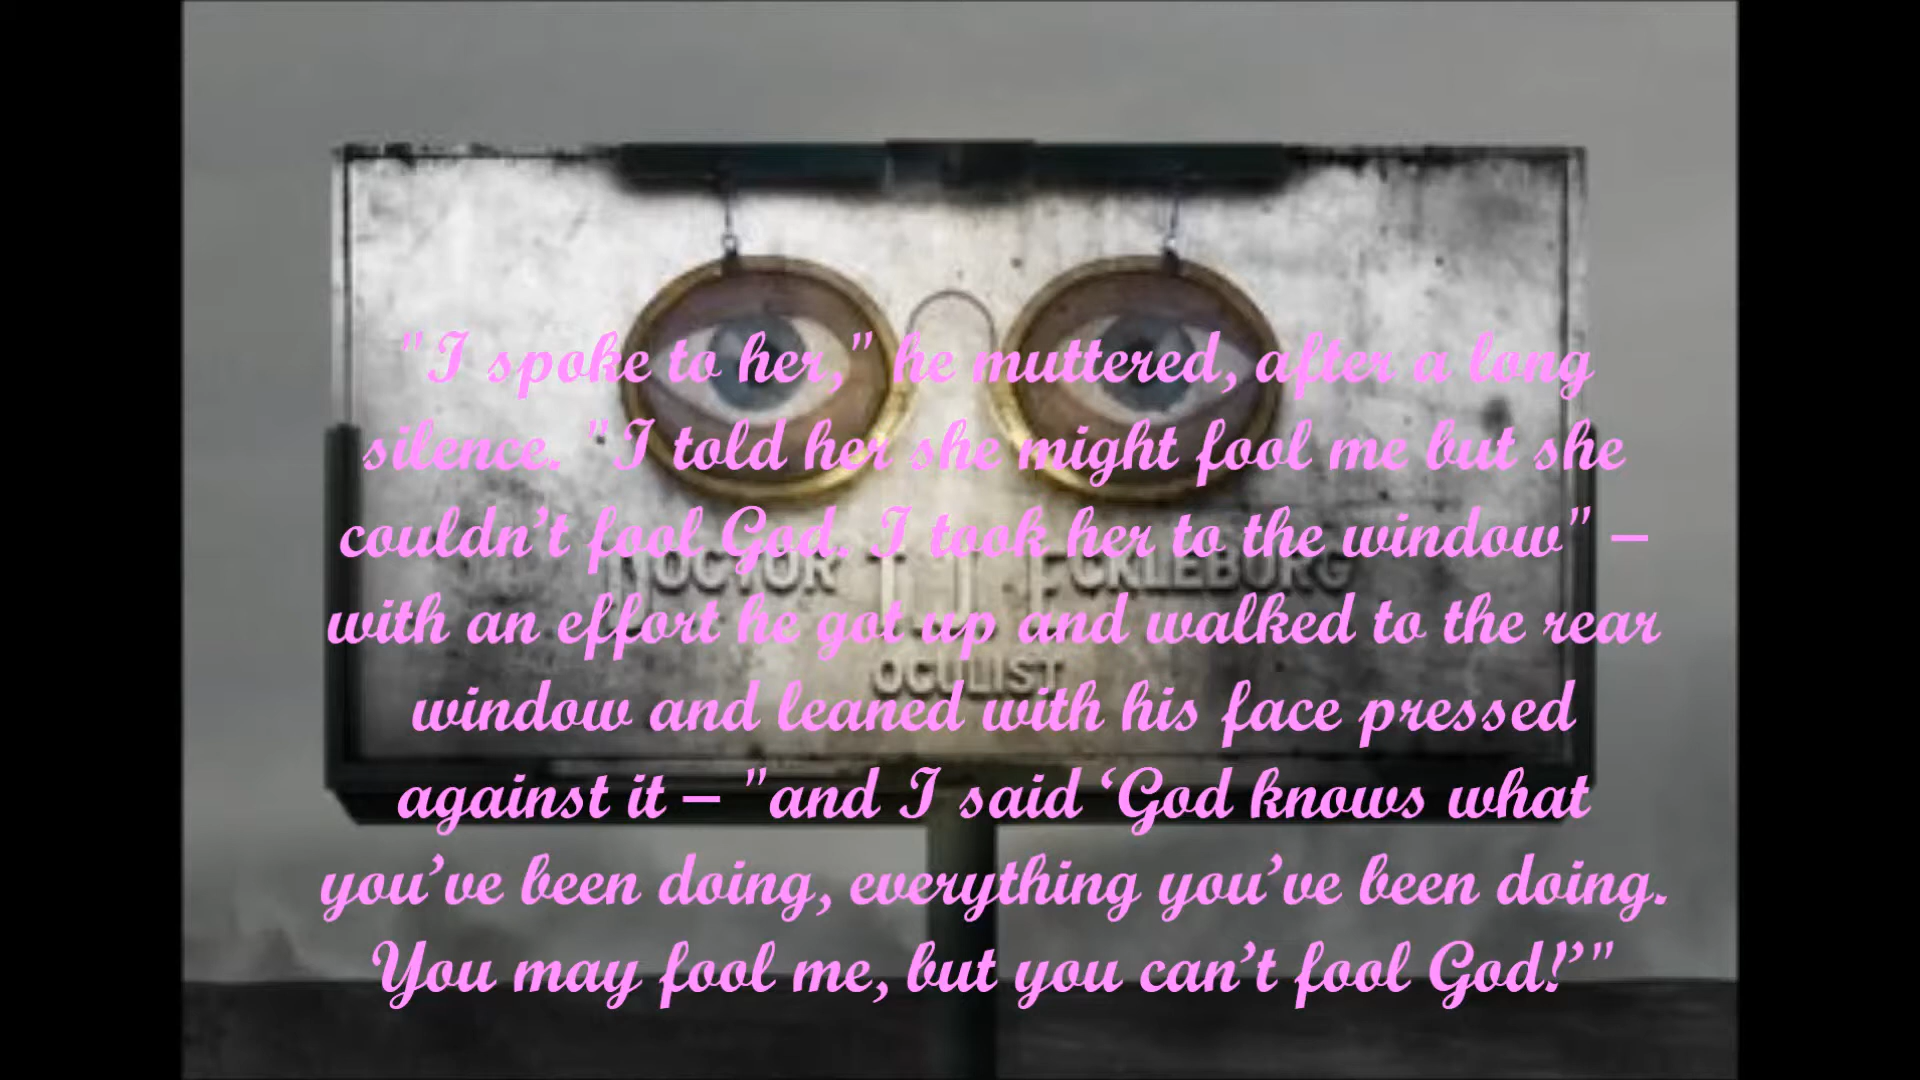 "I spoke to her," he muttered, after a long
silence. "I told her she might fool me but she
couldn’t fool God. I took her to the window" –
with an effort he got up and walked to the rear
window and leaned with his face pressed
against it – "and I said ‘God knows what
you’ve been doing, everything you’ve been doing.
You may fool me, but you can’t fool God!’"
DOCTOR T J ECKLEBURG
OCULIST